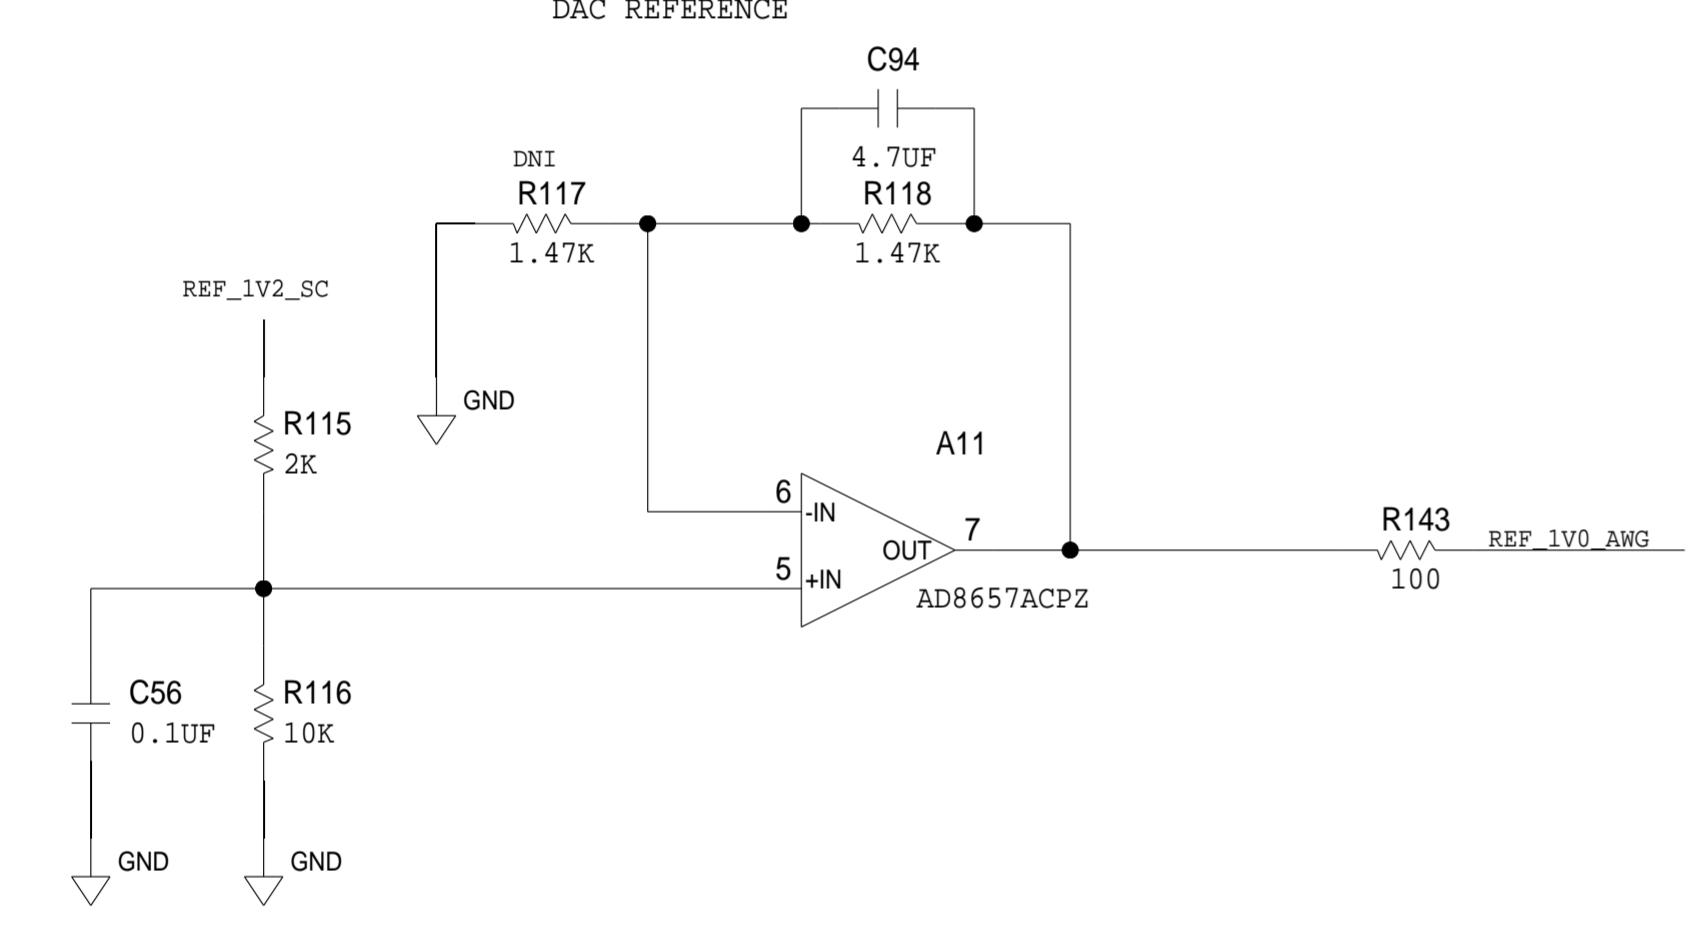 DAC REFERENCE
C94
4.7UF
DNI
R117
1.47K
R118
1.47K
REF_1V2_SC
GND
R115
2K
A11
6
-IN
7
OUT
5
+IN
AD8657ACPZ
R143
100
REF_1V0_AWG
C56
0.1UF
R116
10K
GND
GND